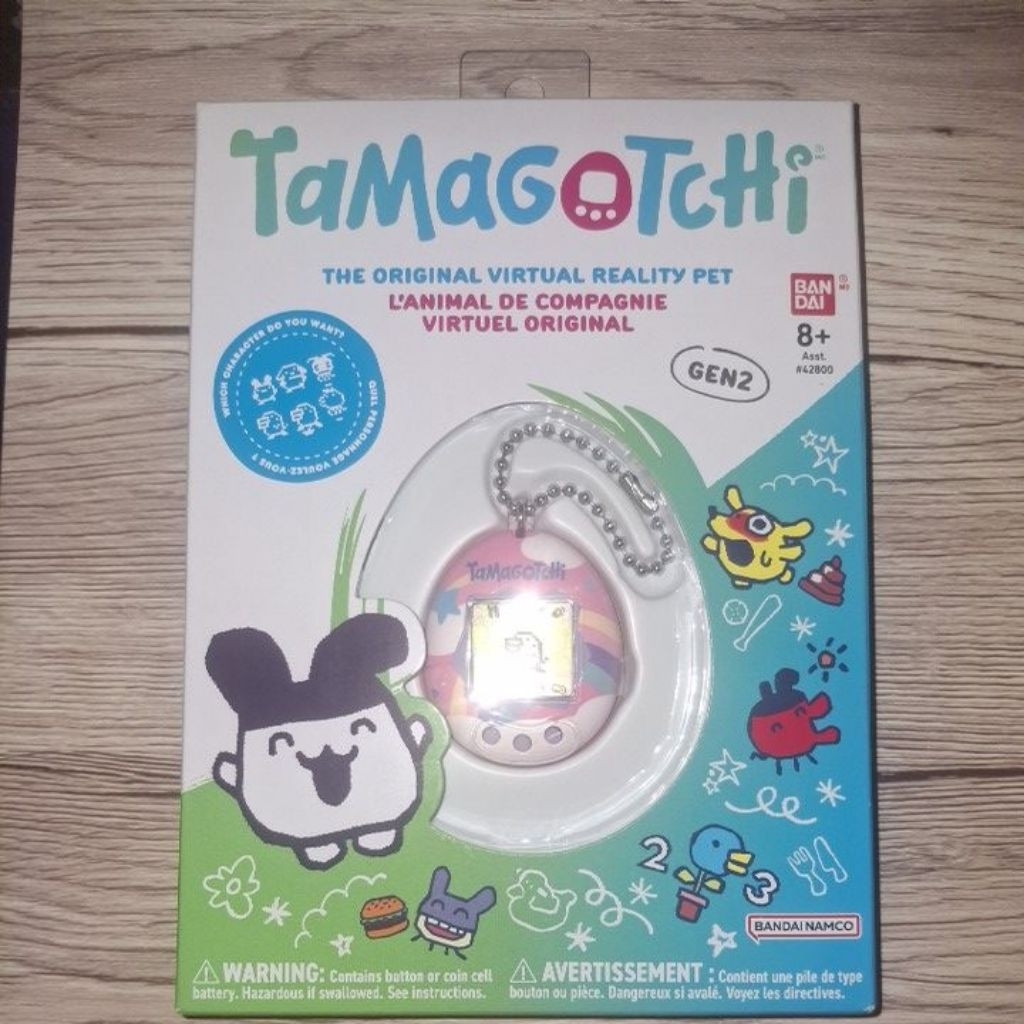 TAMAGOTCHI
THE ORIGINAL VIRTUAL REALITY PET
L'ANIMAL DE COMPAGNIE
VIRTUEL ORIGINAL
BAN
DAI
8+
Asst.
#42800
WHICH CHARACTER DO YOU WANT?
QUEL PERSONNAGE VOULEZ-VOUS ?
GEN2
TAMAGOTCHI
2
3
BANDAI NAMCO
⚠ WARNING: Contains button or coin cell
battery. Hazardous if swallowed. See instructions.
⚠ AVERTISSEMENT : Contient une pile de type
bouton ou pièce. Dangereux si avalé. Voyez les directives.